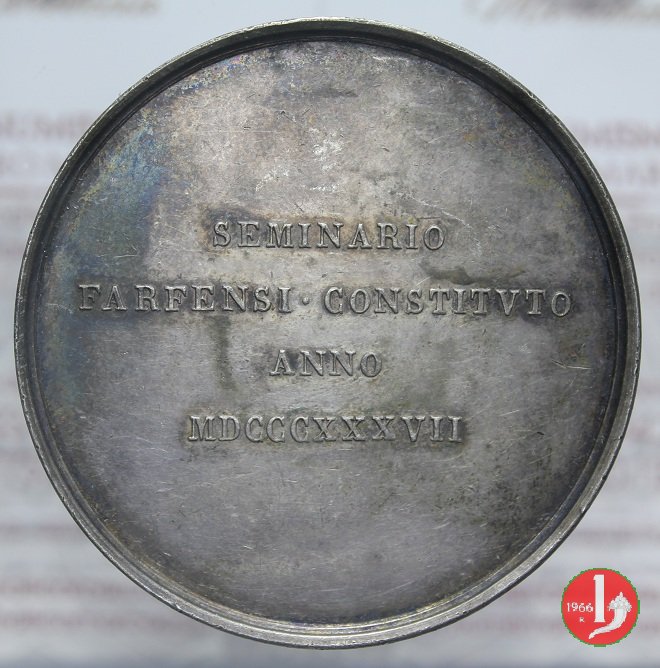 SEMINARIO
FARFENSI · CONSTITVTO
ANNO
MDCCCXXXVII
1966
R.